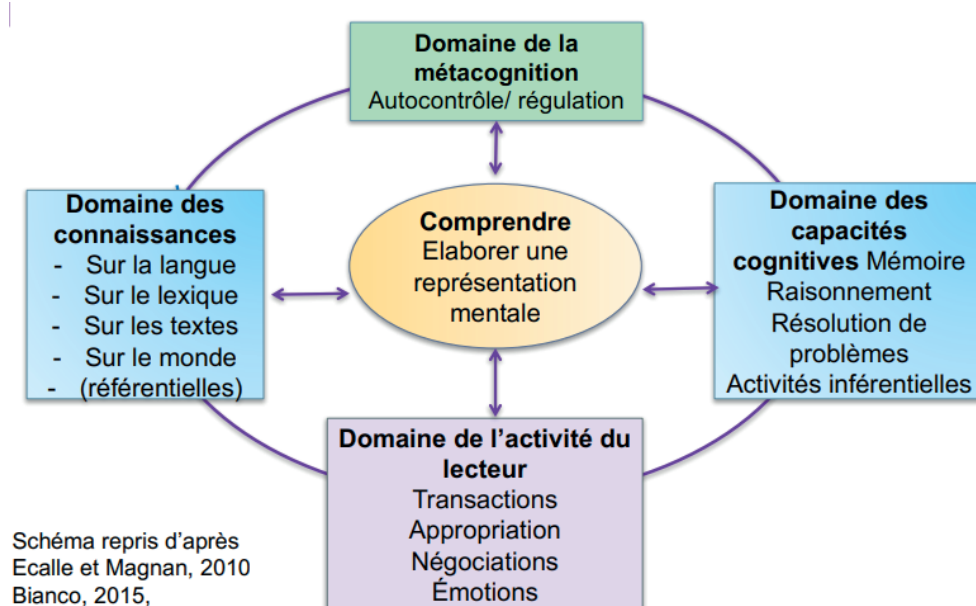 Domaine de la
métacognition
Autocontrôle/ régulation
Domaine des
connaissances
- Sur la langue
- Sur le lexique
- Sur les textes
- Sur le monde
- (référentielles)
Comprendre
Elaborer une
représentation
mentale
Domaine des
capacités
cognitives Mémoire
Raisonnement
Résolution de
problèmes
Activités inférentielles
Domaine de l'activité du
lecteur
Transactions
Appropriation
Négociations
Émotions
Schéma repris d'après
Ecalle et Magnan, 2010
Bianco, 2015,